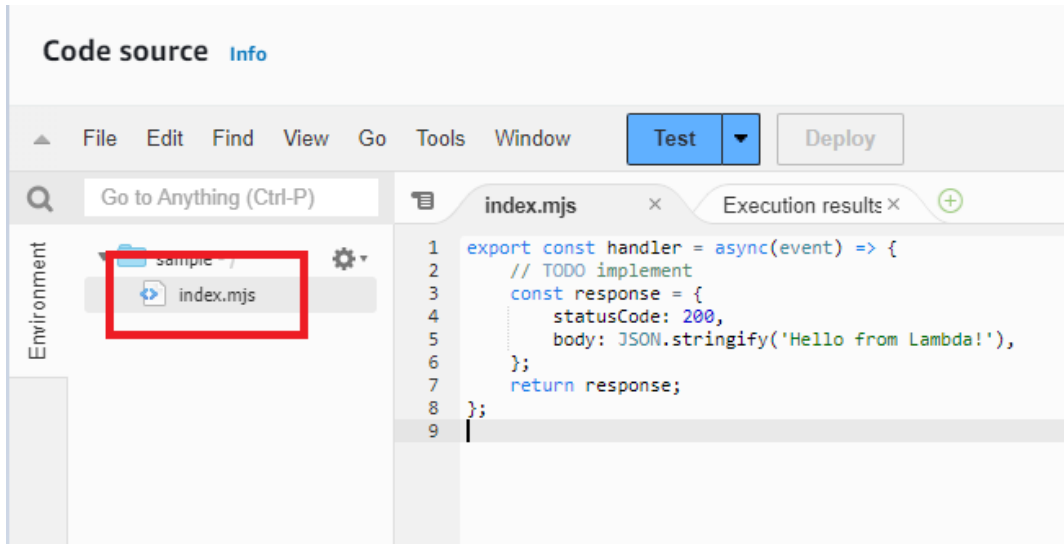 Code source Info
File Edit Find View Go Tools Window Test Deploy
Go to Anything (Ctrl-P)
index.mjs × Execution results ×
Environment
sample - /
index.mjs
1 export const handler = async(event) => {
2 // TODO implement
3 const response = {
4 statusCode: 200,
5 body: JSON.stringify('Hello from Lambda!'),
6 };
7 return response;
8 };
9